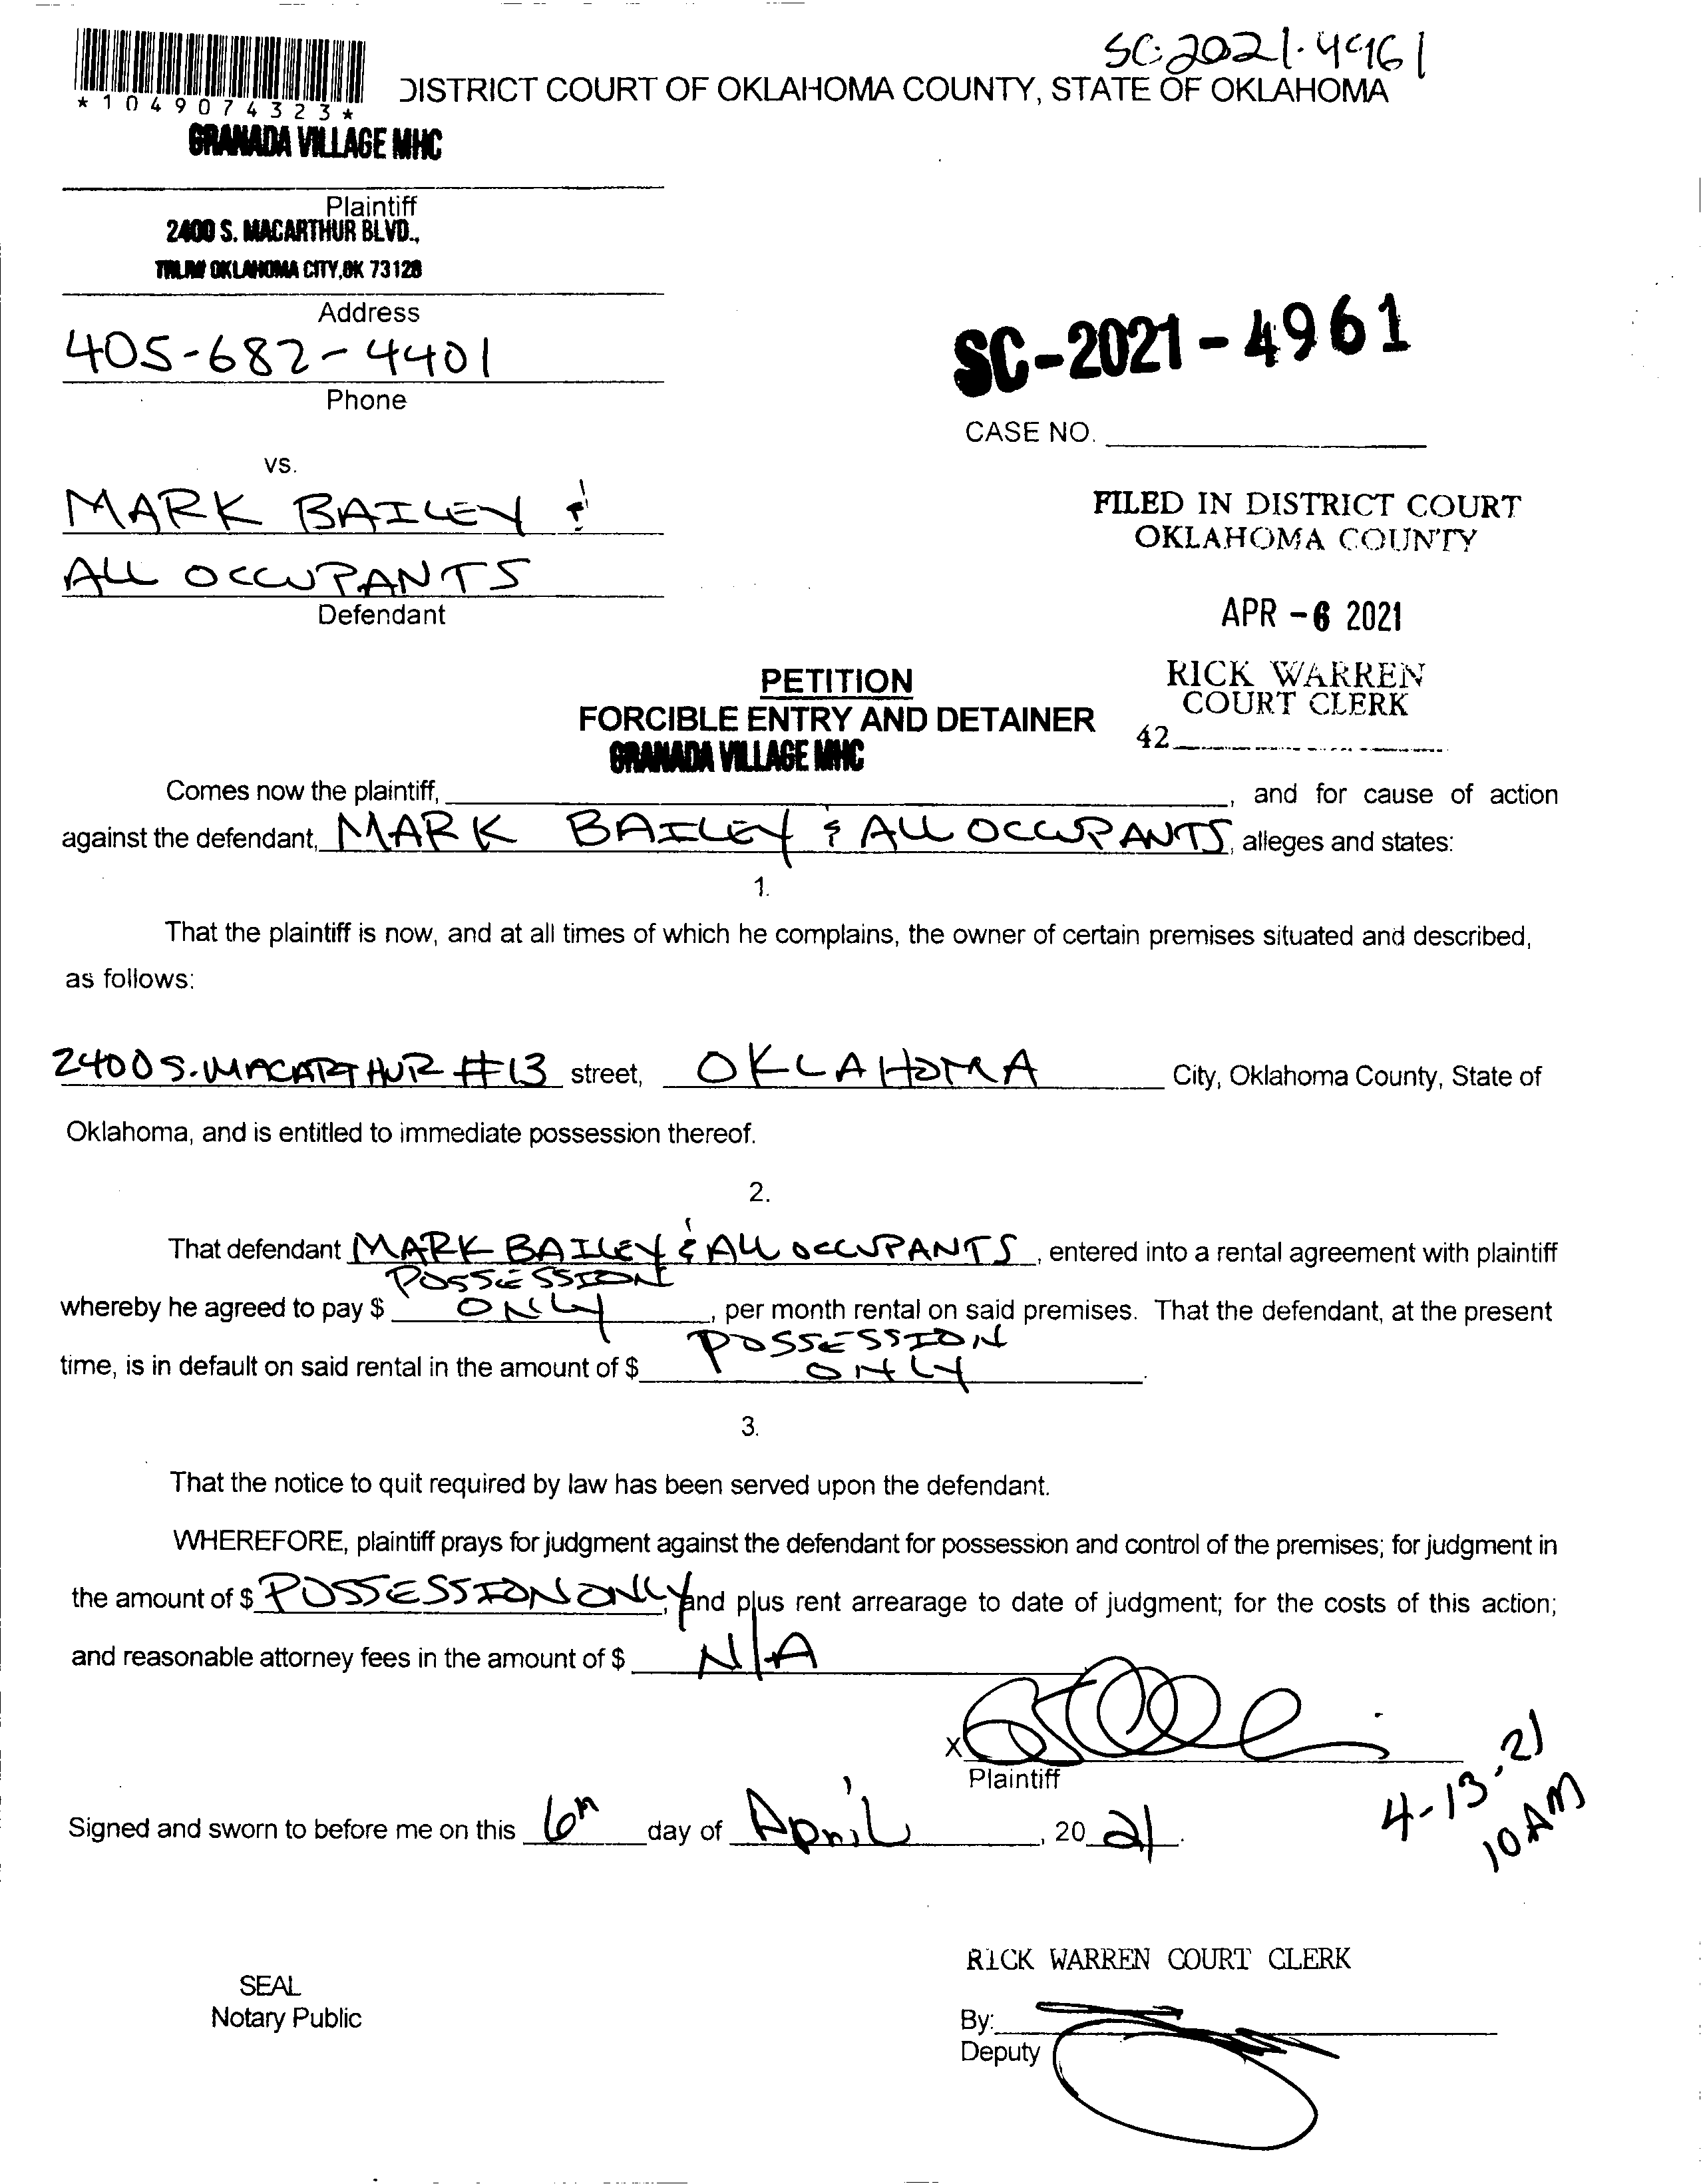 SC-2021-4961
DISTRICT COURT OF OKLAHOMA COUNTY, STATE OF OKLAHOMA
*1049074323*
GRANADA VILLAGE MHC
Plaintiff
2400 S. MACARTHUR BLVD.,
OKLAHOMA CITY, OK 73128
Address
405-682-4401
Phone
SC-2021-4961
CASE NO.
vs.
MARK BAILEY &
ALL OCCUPANTS
Defendant
FILED IN DISTRICT COURT
OKLAHOMA COUNTY
APR -6 2021
RICK WARREN
COURT CLERK
42
PETITION
FORCIBLE ENTRY AND DETAINER
GRANADA VILLAGE MHC
Comes now the plaintiff, , and for cause of action
against the defendant, MARK BAILEY & ALL OCCUPANTS, alleges and states:
1.
That the plaintiff is now, and at all times of which he complains, the owner of certain premises situated and described,
as follows:
2400 S. MACARTHUR #13 street, OKLAHOMA City, Oklahoma County, State of
Oklahoma, and is entitled to immediate possession thereof.
2.
That defendant MARK BAILEY & ALL OCCUPANTS, entered into a rental agreement with plaintiff
POSSESSION
whereby he agreed to pay $ ONLY, per month rental on said premises. That the defendant, at the present
POSSESSION
time, is in default on said rental in the amount of $ ONLY.
3.
That the notice to quit required by law has been served upon the defendant.
WHEREFORE, plaintiff prays for judgment against the defendant for possession and control of the premises; for judgment in
the amount of $ POSSESSION ONLY, and plus rent arrearage to date of judgment; for the costs of this action;
and reasonable attorney fees in the amount of $ N/A
X
Plaintiff
4-13-21
10 AM
Signed and sworn to before me on this 6th day of April, 2021.
RICK WARREN COURT CLERK
SEAL
Notary Public
By:
Deputy